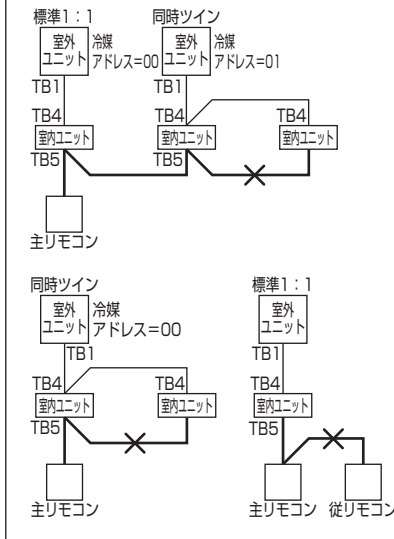 標準1：1 同時ツイン
室外 冷媒 室外 冷媒
ユニット アドレス=00 ユニット アドレス=01
TB1 TB1
TB4 TB4 TB4
室内ユニット 室内ユニット 室内ユニット
TB5 TB5
主リモコン
同時ツイン 標準1：1
室外 冷媒 室外
ユニット アドレス=00 ユニット
TB1 TB1
TB4 TB4 TB4
室内ユニット 室内ユニット 室内ユニット
TB5 TB5
主リモコン 主リモコン 従リモコン